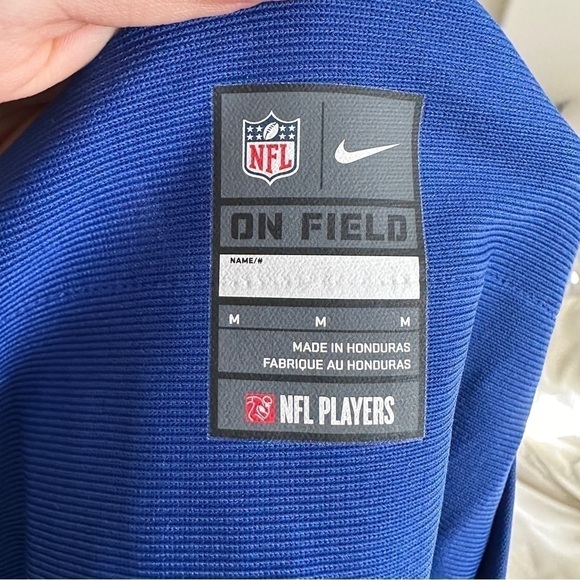 NFL
ON FIELD
NAME/#
M M M
MADE IN HONDURAS
FABRIQUE AU HONDURAS
NFL PLAYERS